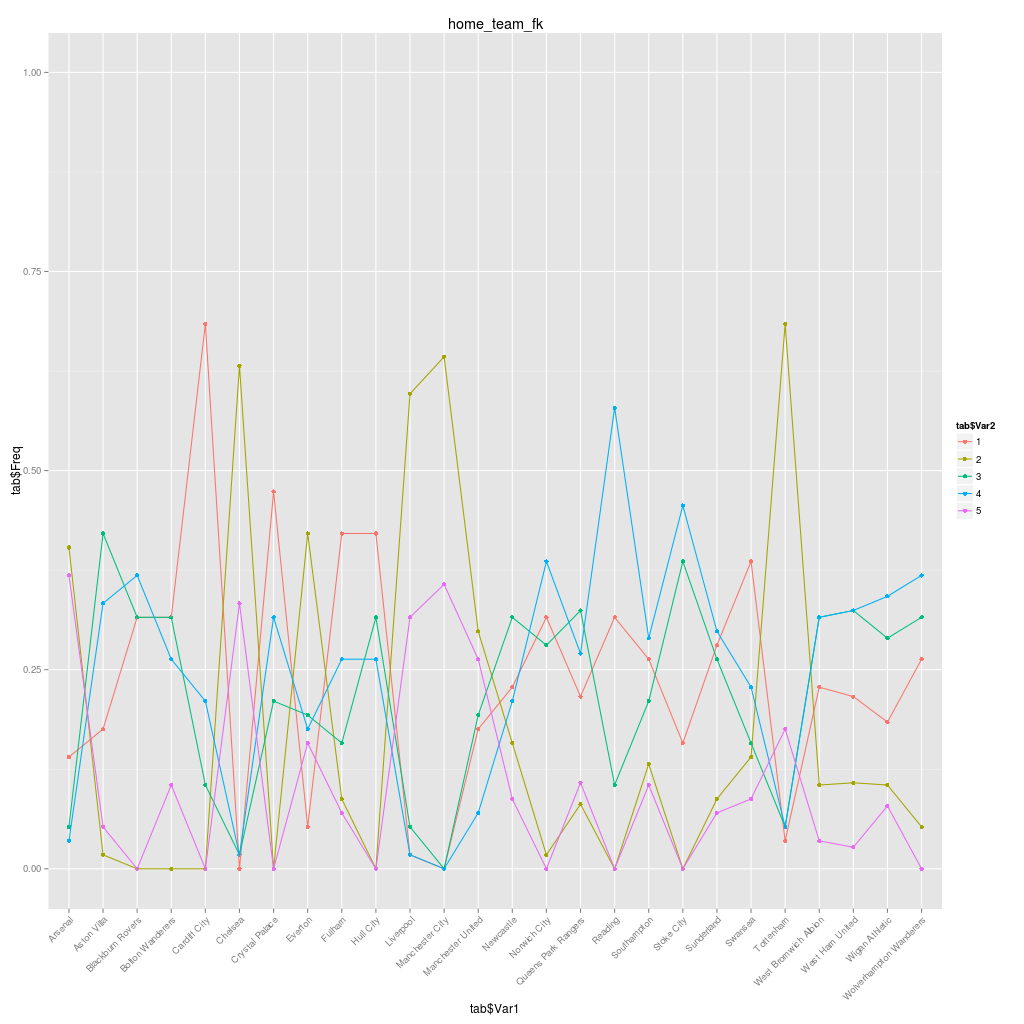 home_team_fk
1.00
0.75
0.50
0.25
0.00
tab$Freq
Arsenal
Aston Villa
Blackburn Rovers
Bolton Wanderers
Cardiff City
Chelsea
Crystal Palace
Everton
Fulham
Hull City
Liverpool
Manchester City
Manchester United
Newcastle
Norwich City
Queens Park Rangers
Reading
Southampton
Stoke City
Sunderland
Swansea
Tottenham
West Bromwich Albion
West Ham United
Wigan Athletic
Wolverhampton Wanderers
tab$Var1
tab$Var2
1
2
3
4
5